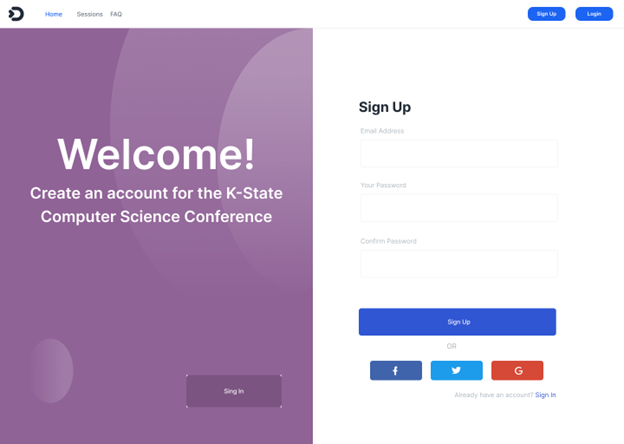 Home Sessions FAQ Sign Up Login
Welcome!
Create an account for the K-State
Computer Science Conference
Sing In
Sign Up
Email Address
Your Password
Confirm Password
Sign Up
OR
Already have an account? Sign In